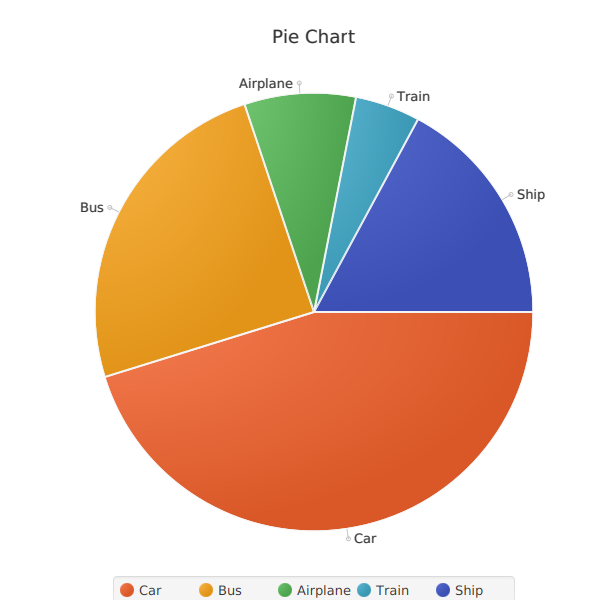 Pie Chart
Airplane
Train
Bus
Ship
Car
Car Bus Airplane Train Ship